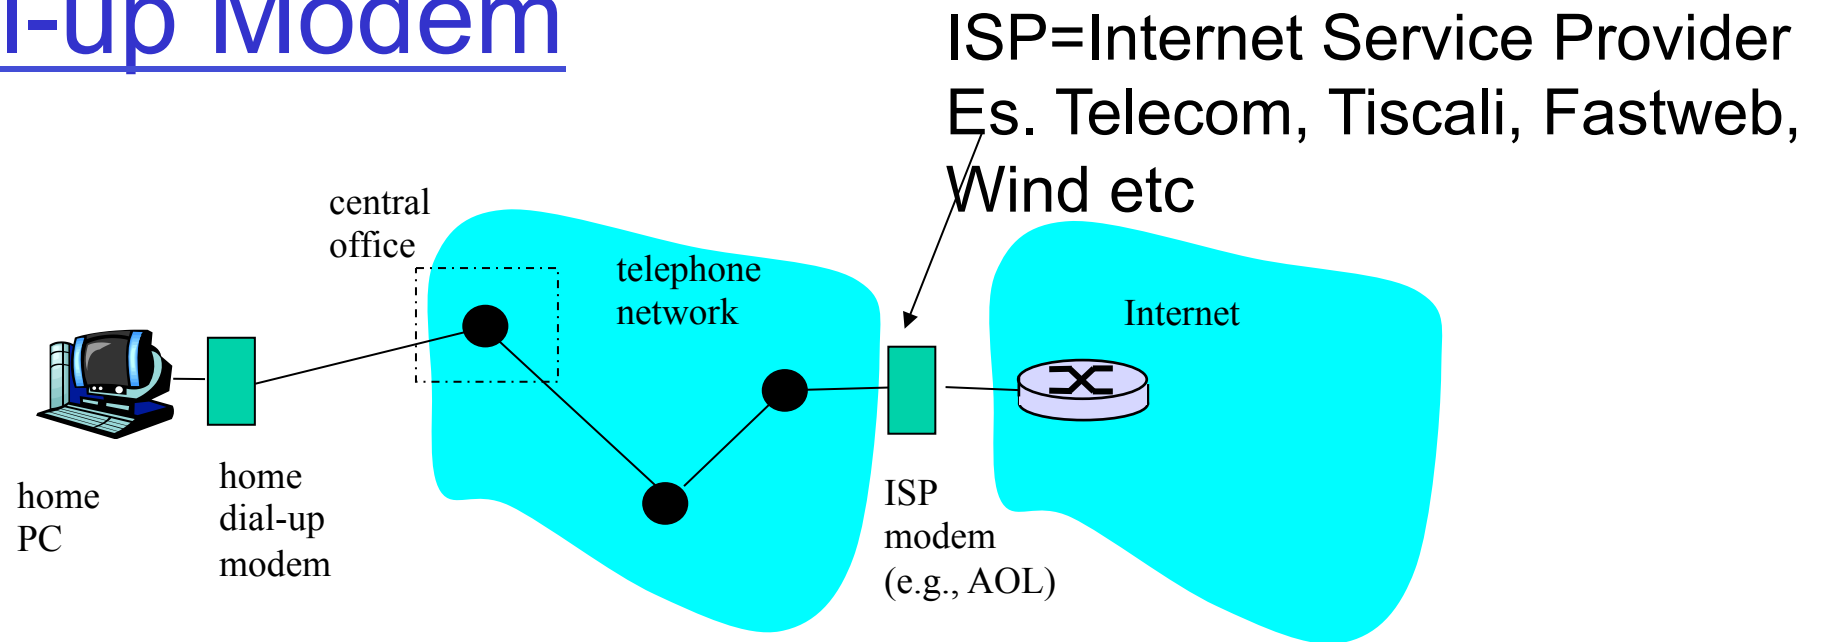 l-up Modem
ISP=Internet Service Provider
Es. Telecom, Tiscali, Fastweb,
Wind etc
central
office
telephone
network
Internet
home
PC
home
dial-up
modem
ISP
modem
(e.g., AOL)